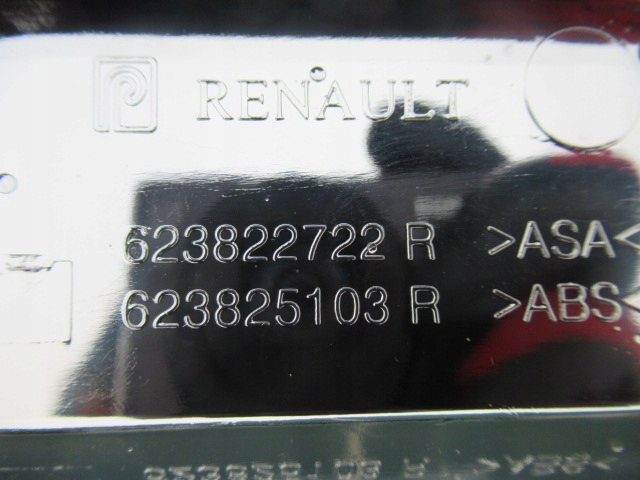 RENAULT
623822722 R >ASA<
623825103 R >ABS<